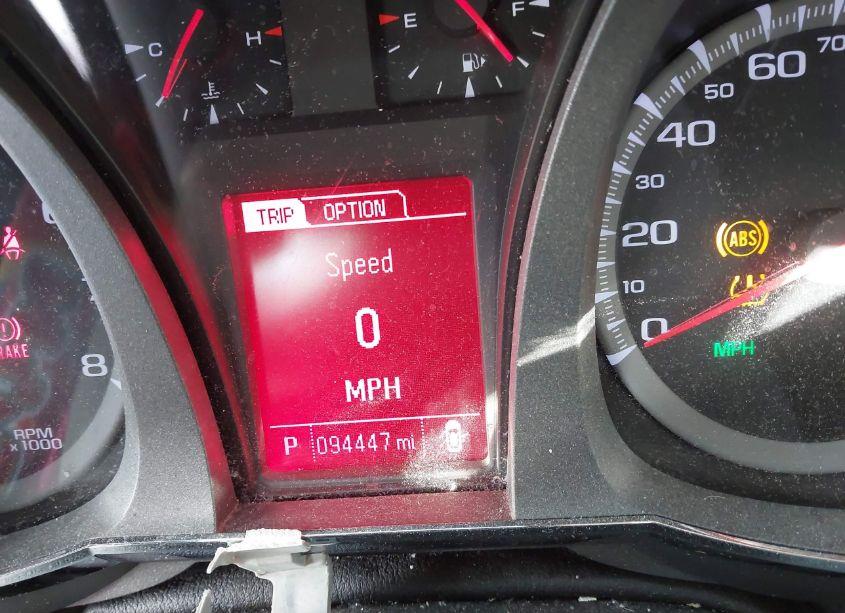 C H
E F
TRIP OPTION
Speed
0
MPH
P 094447 mi
8
RPM
x1000
0
10
20
30
40
50
60
70
ABS
MPH